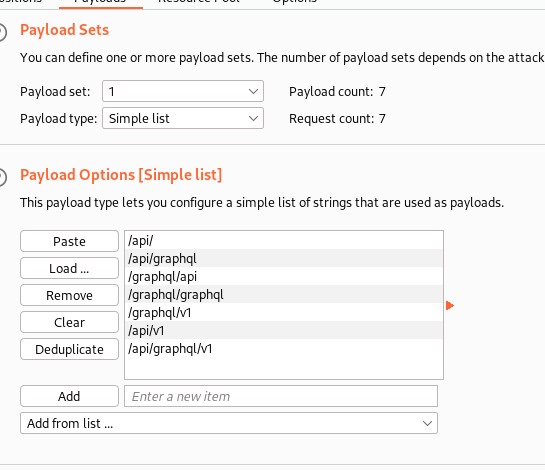 Payloads
Resource Pool
Options
Payload Sets
You can define one or more payload sets. The number of payload sets depends on the attack
Payload set: 1 Payload count: 7
Payload type: Simple list Request count: 7
Payload Options [Simple list]
This payload type lets you configure a simple list of strings that are used as payloads.
Paste
Load ...
Remove
Clear
Deduplicate
/api/
/api/graphql
/graphql/api
/graphql/graphql
/graphql/v1
/api/v1
/api/graphql/v1
Add Enter a new item
Add from list ...